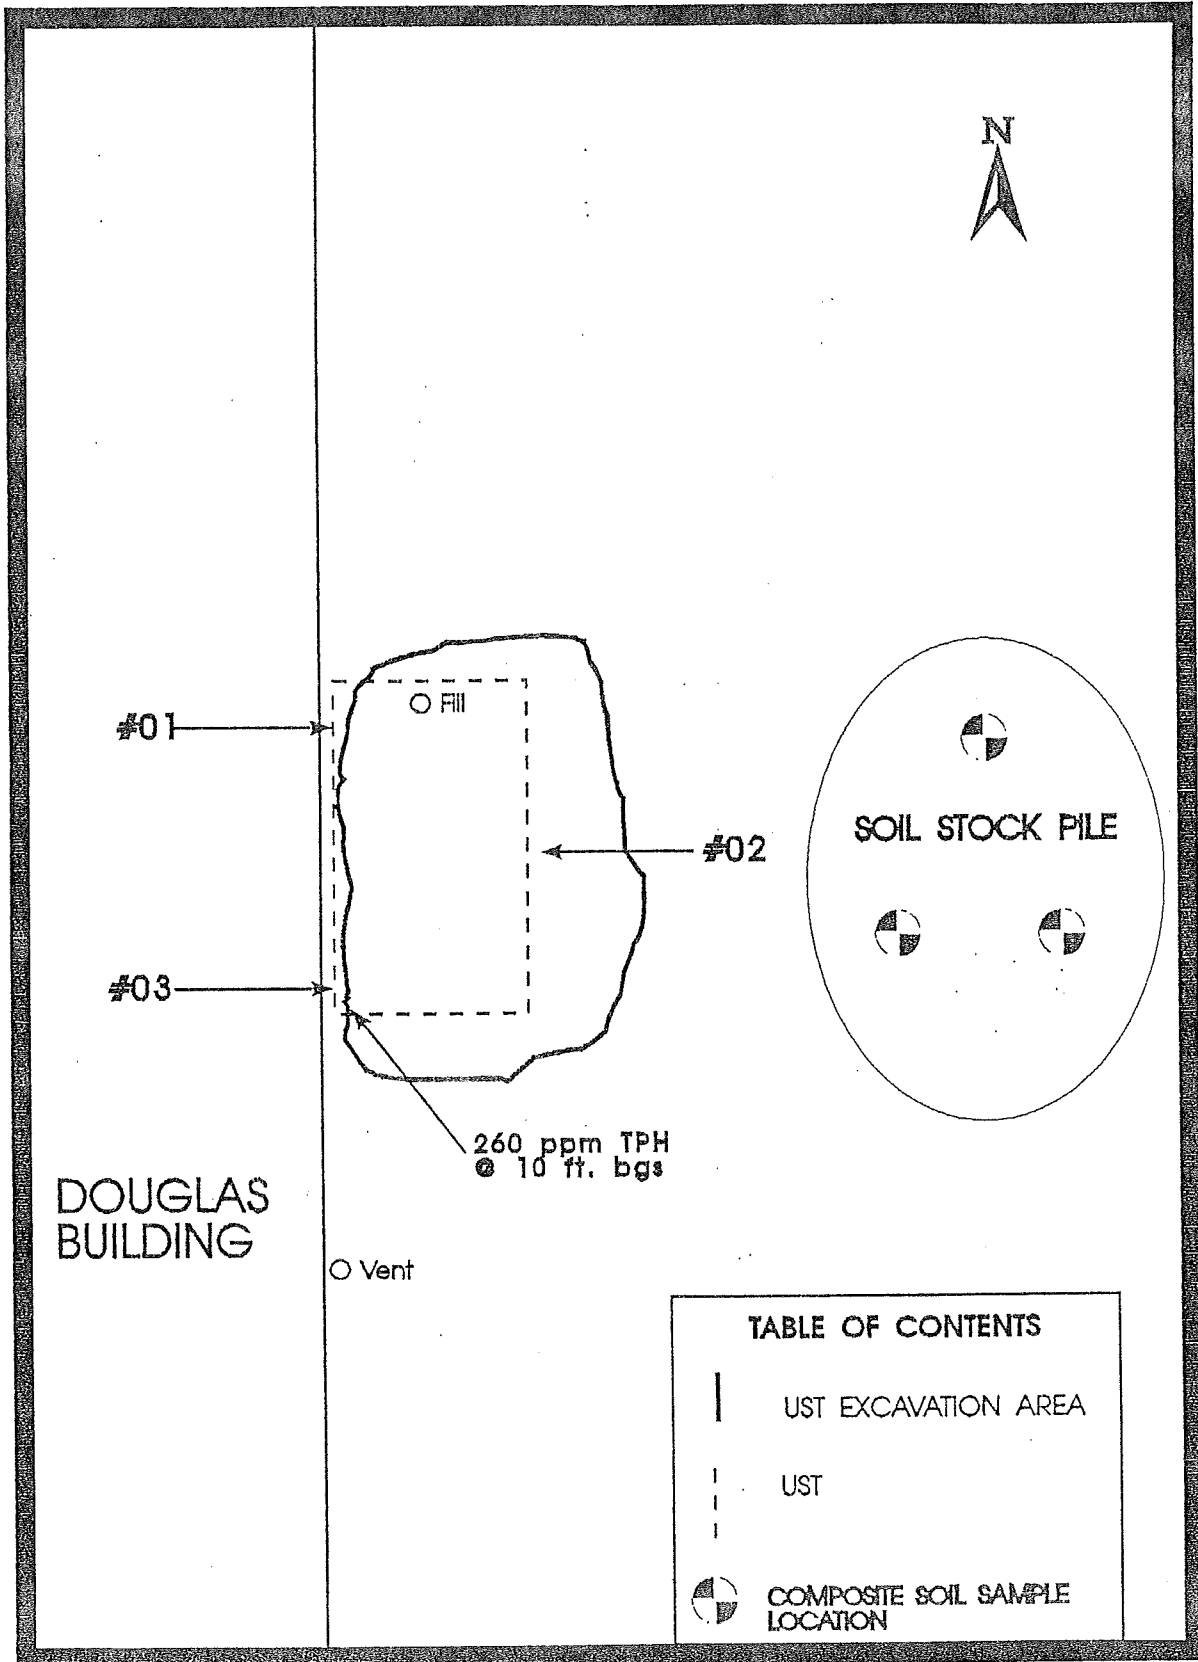 N
Fill
#01
SOIL STOCK PILE
#02
#03
260 ppm TPH
@ 10 ft. bgs
DOUGLAS
BUILDING
Vent
TABLE OF CONTENTS
UST EXCAVATION AREA
UST
COMPOSITE SOIL SAMPLE
LOCATION